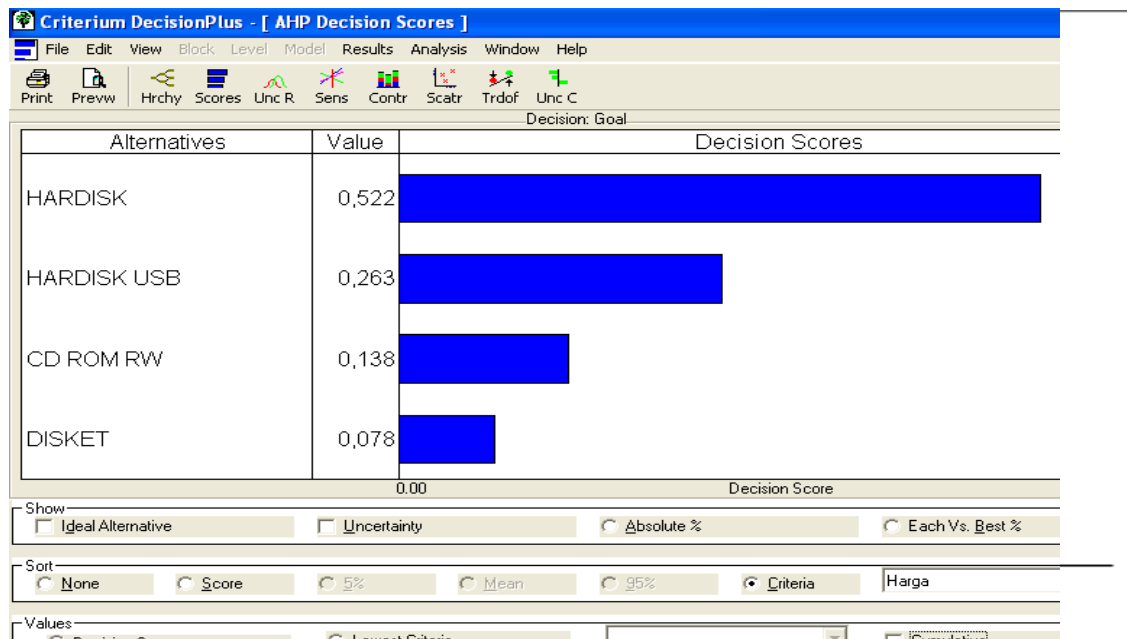 Criterium DecisionPlus - [ AHP Decision Scores ]
File Edit View Block Level Model Results Analysis Window Help
Print Prevw Hrchy Scores Unc R Sens Contr Scatr Trdof Unc C
Decision: Goal
Alternatives Value Decision Scores
HARDISK 0,522
HARDISK USB 0,263
CD ROM RW 0,138
DISKET 0,078
0.00 Decision Score
Show
Ideal Alternative Uncertainty Absolute % Each Vs. Best %
Sort
None Score 5% Mean 95% Criteria Harga
Values